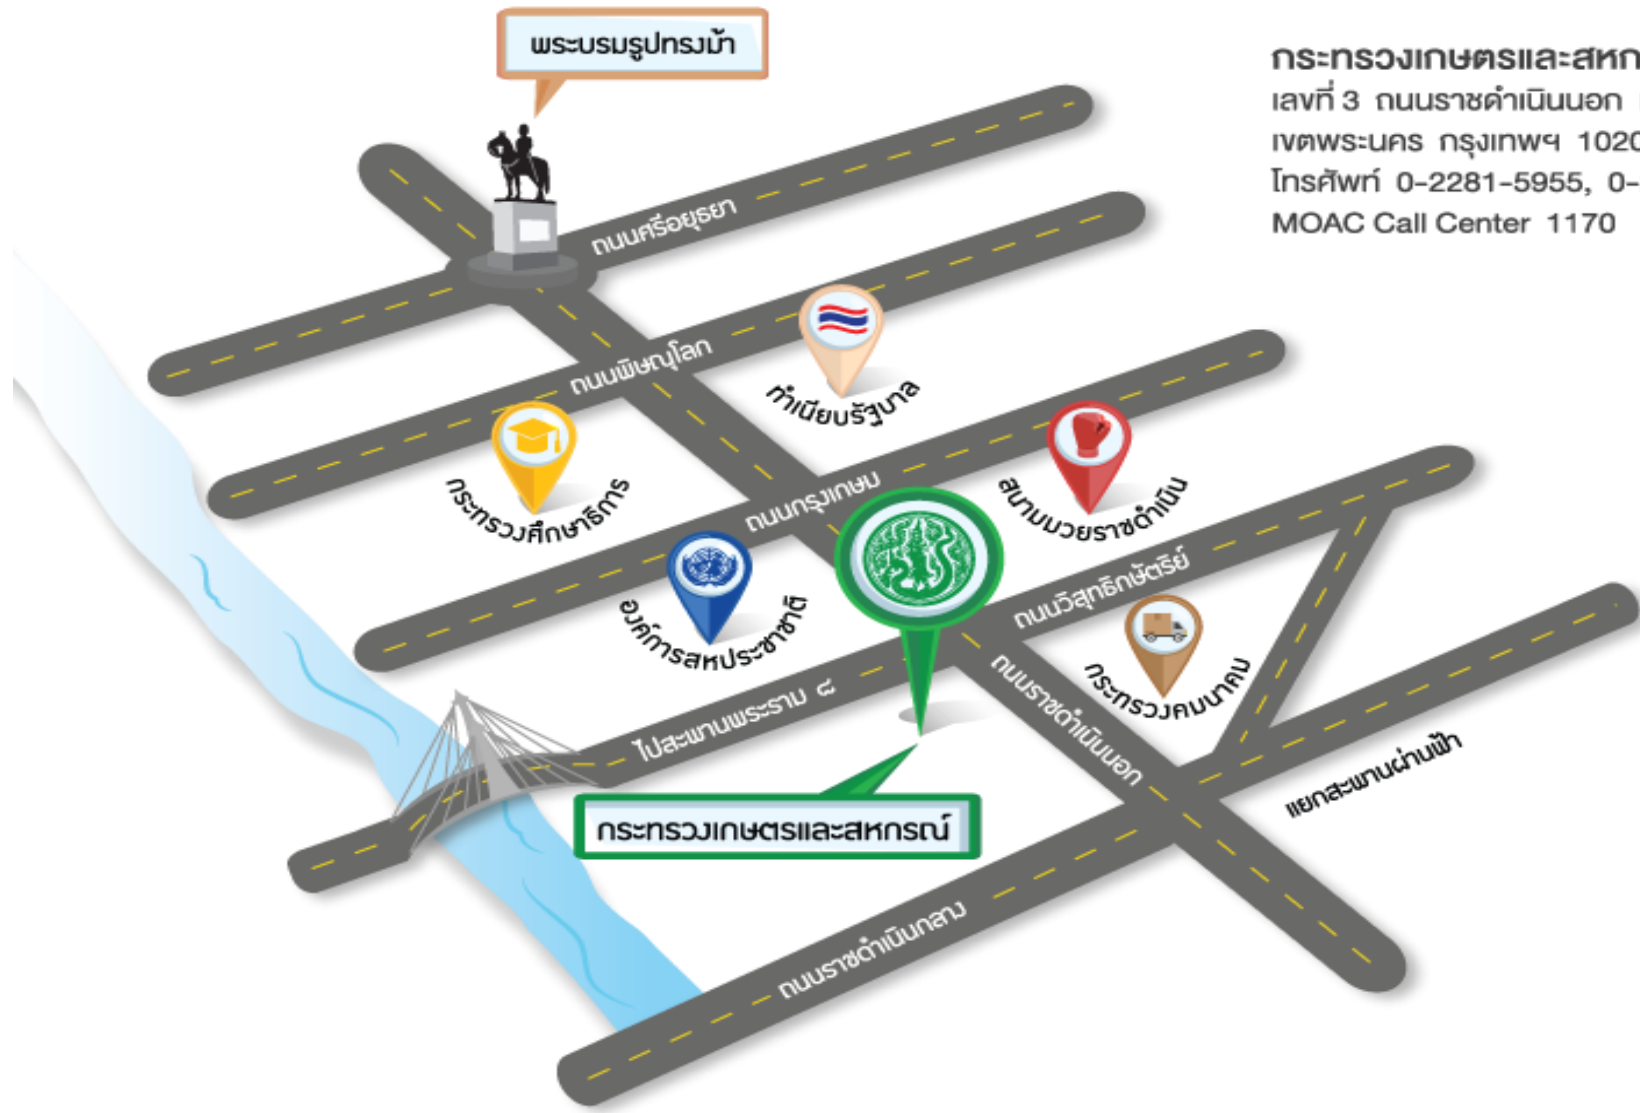 พระบรมรูปทรงม้า
กระทรวงเกษตรและสหก
เลขที่ 3 ถนนราชดำเนินนอก
เขตพระนคร กรุงเทพฯ 1020
โทรศัพท์ 0-2281-5955, 0-
MOAC Call Center 1170
ถนนศรีอยุธยา
ถนนพิษณุโลก
ทำเนียบรัฐบาล
กระทรวงศึกษาธิการ
ถนนกรุงเกษม
สนามมวยราชดำเนิน
องค์การสหประชาชาติ
ถนนวิสุทธิกษัตริย์
กระทรวงคมนาคม
ไปสะพานพระราม ๘
ถนนราชดำเนินนอก
แยกสะพานผ่านฟ้า
กระทรวงเกษตรและสหกรณ์
ถนนราชดำเนินกลาง